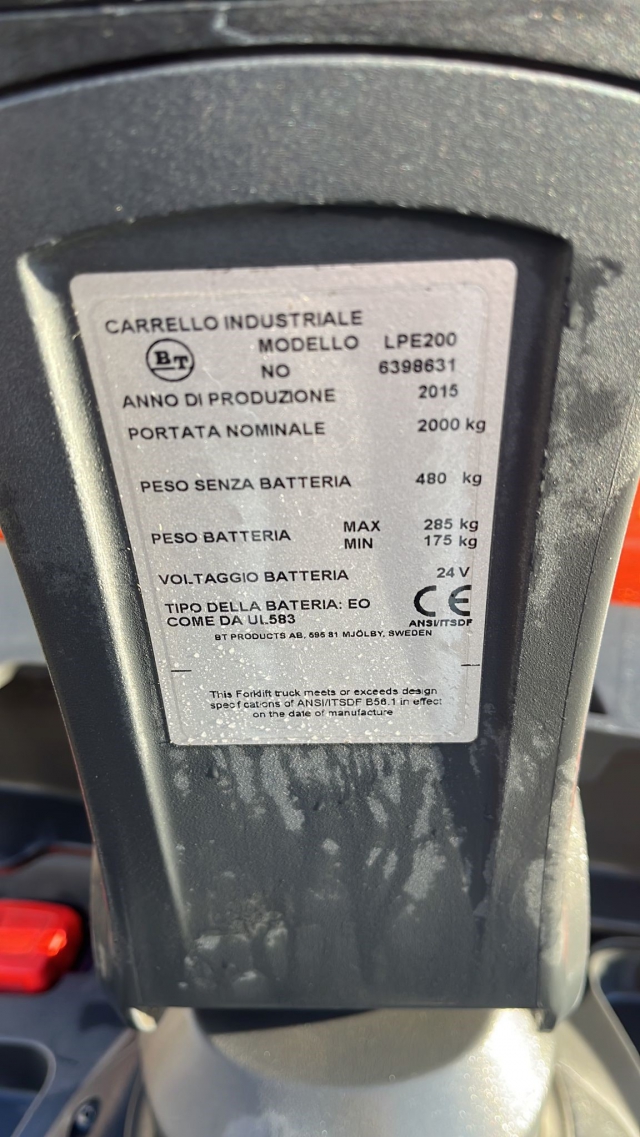 CARRELLO INDUSTRIALE
BT
MODELLO LPE200
NO 6398631
ANNO DI PRODUZIONE 2015
PORTATA NOMINALE 2000 kg
PESO SENZA BATTERIA 480 kg
PESO BATTERIA MAX 285 kg
MIN 175 kg
VOLTAGGIO BATTERIA 24 V
TIPO DELLA BATERIA: EO
COME DA UL583
CE
ANSI/ITSDF
BT PRODUCTS AB, 595 81 MJÖLBY, SWEDEN
This Forklift truck meets or exceeds design
specifications of ANSI/ITSDF B56.1 in effect
on the date of manufacture